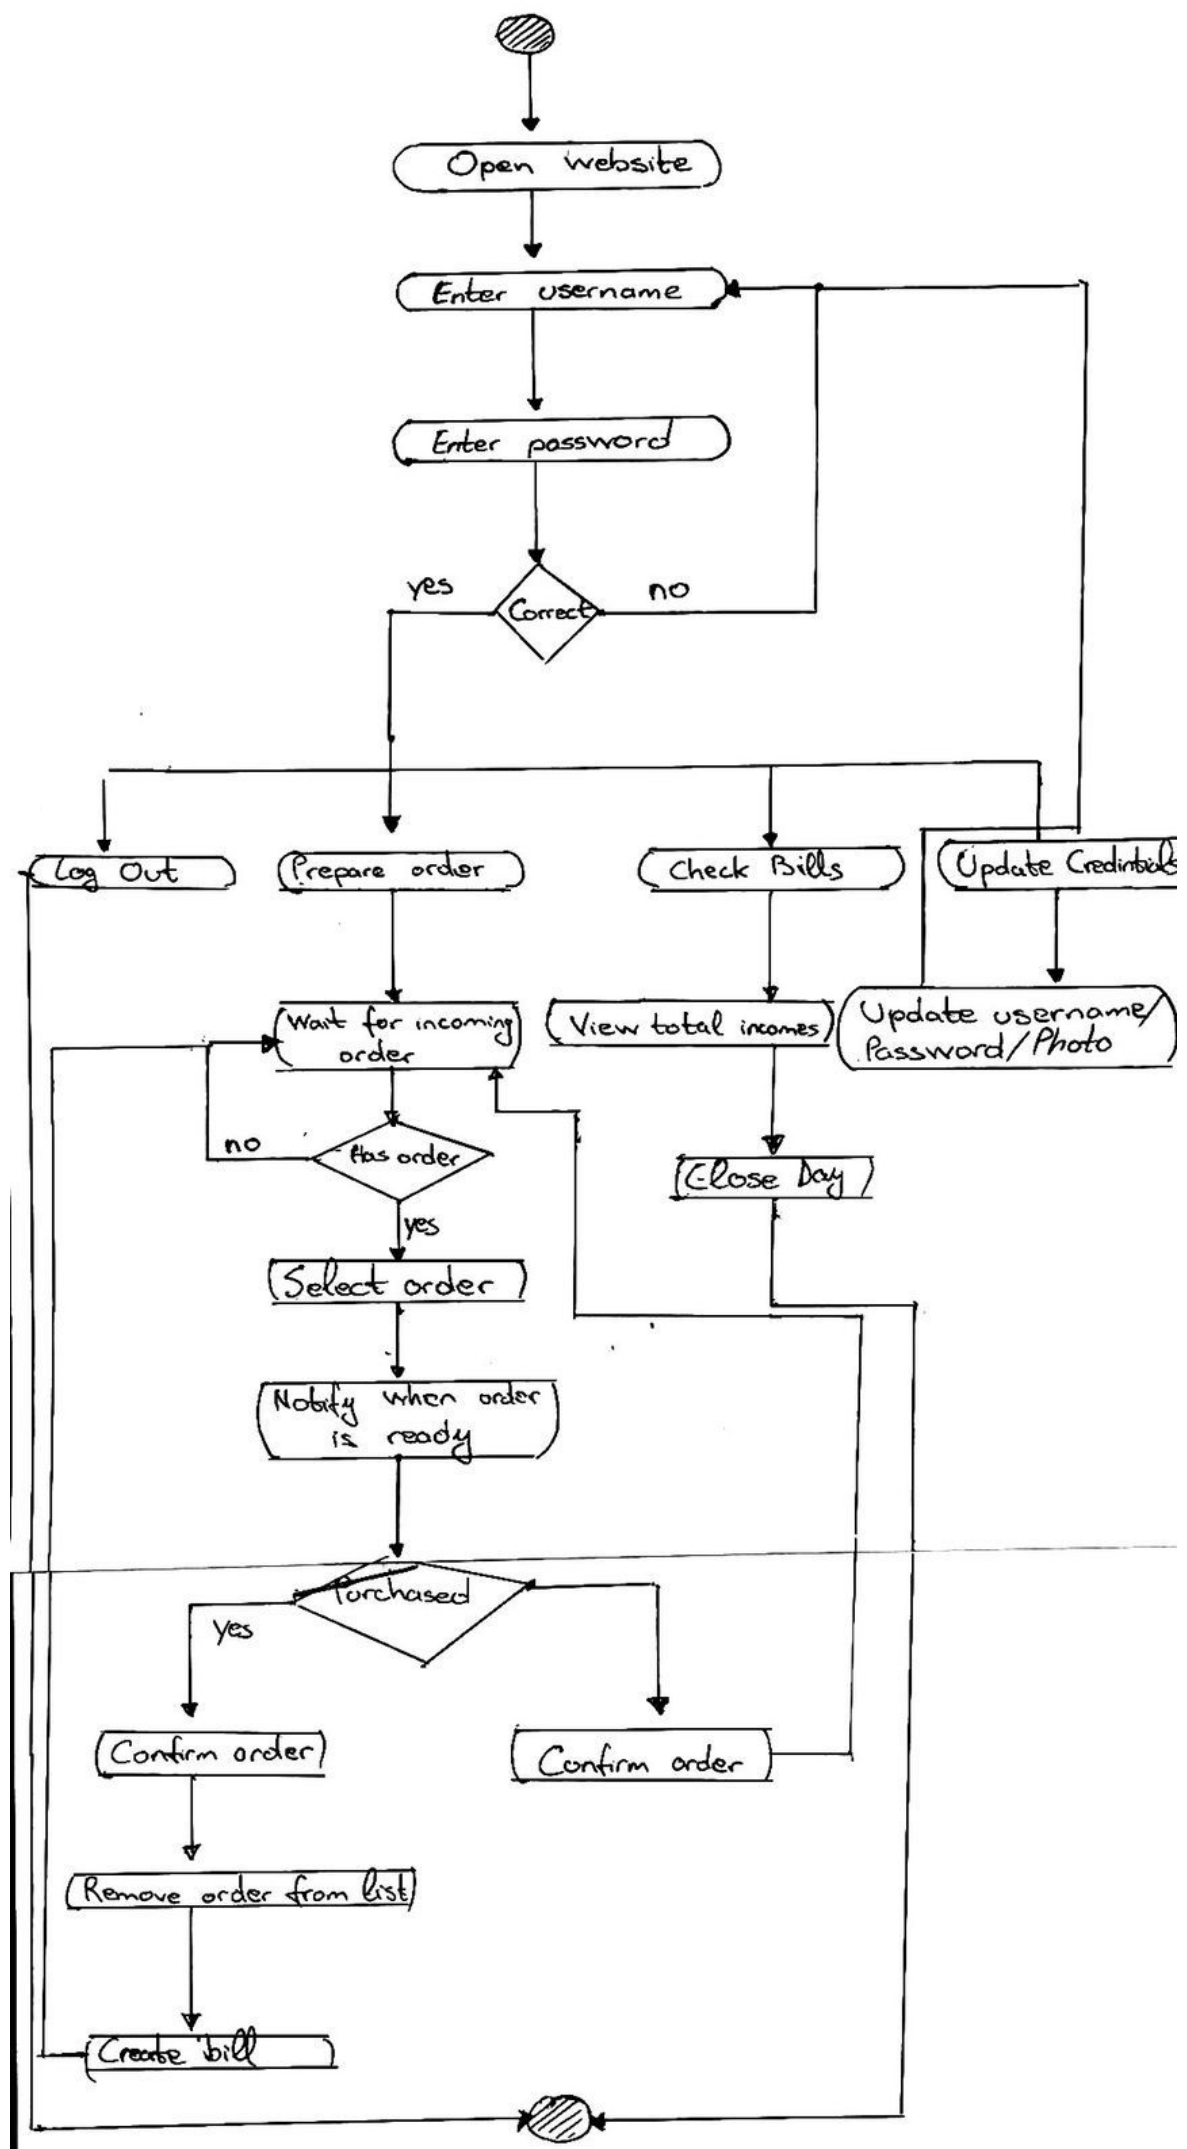 Open website
Enter username
Enter password
yes
Correct
no
Log Out
Prepare order
Check Bills
Update Credintials
Wait for incoming
order
View total incomes
Update username/
Password/Photo
no
Has order
Close Day
yes
Select order
Notify when order
is ready
Purchased
yes
Confirm order
Confirm order
Remove order from list
Create bill